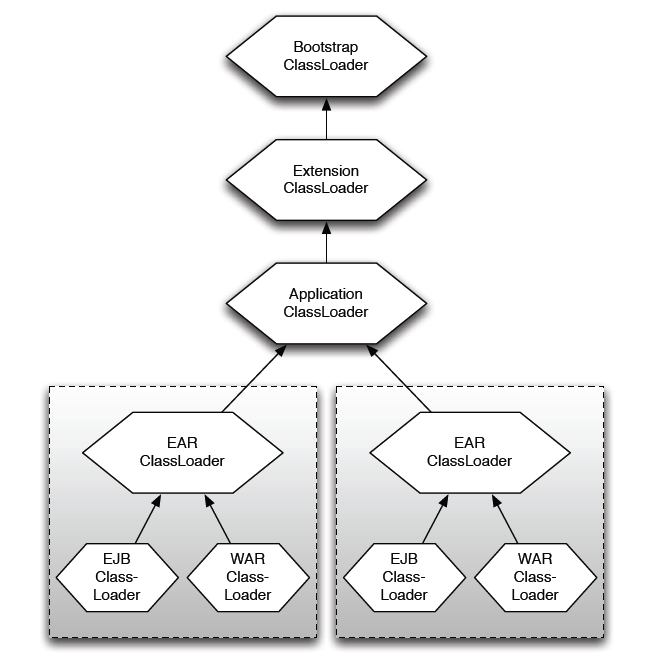 Bootstrap
ClassLoader
Extension
ClassLoader
Application
ClassLoader
EAR
ClassLoader
EAR
ClassLoader
EJB
Class-
Loader
WAR
Class-
Loader
EJB
Class-
Loader
WAR
Class-
Loader